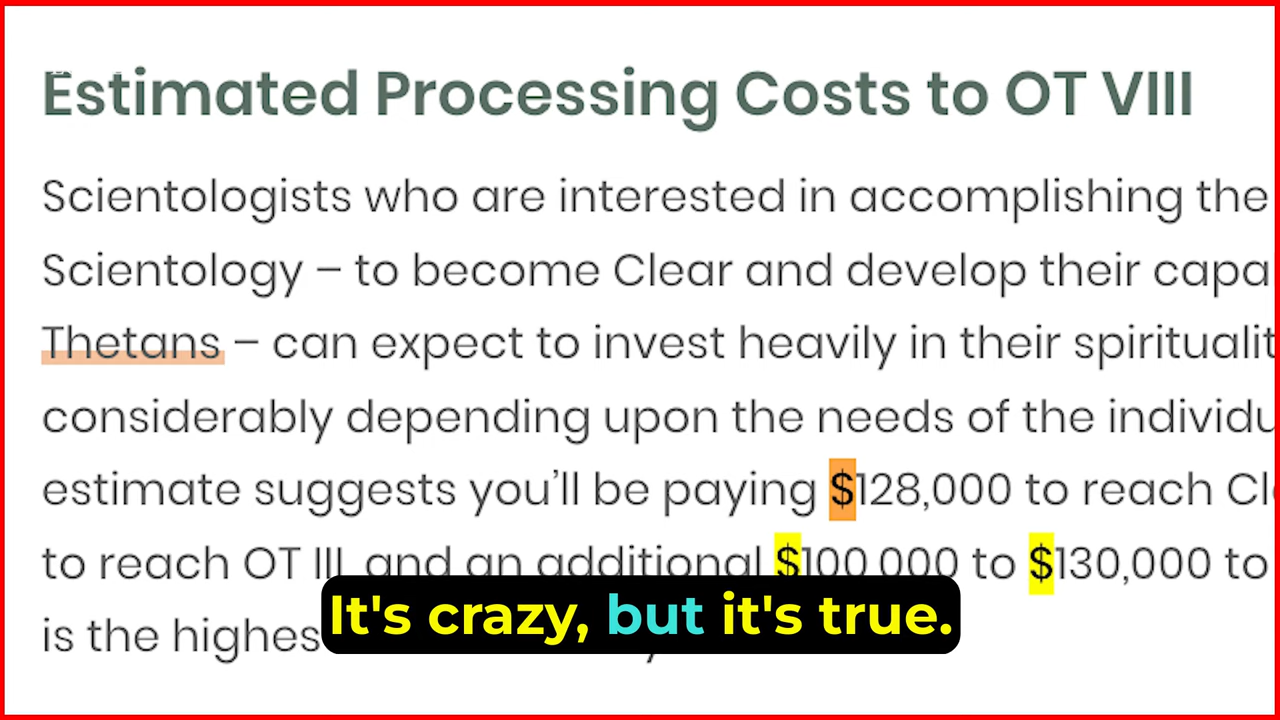 Estimated Processing Costs to OT VIII
Scientologists who are interested in accomplishing the
Scientology – to become Clear and develop their capa
Thetans – can expect to invest heavily in their spiritualit
considerably depending upon the needs of the individu
estimate suggests you’ll be paying $128,000 to reach Cl
to reach OT III, and an additional $100,000 to $130,000 to
is the highes
It's crazy, but it's true.